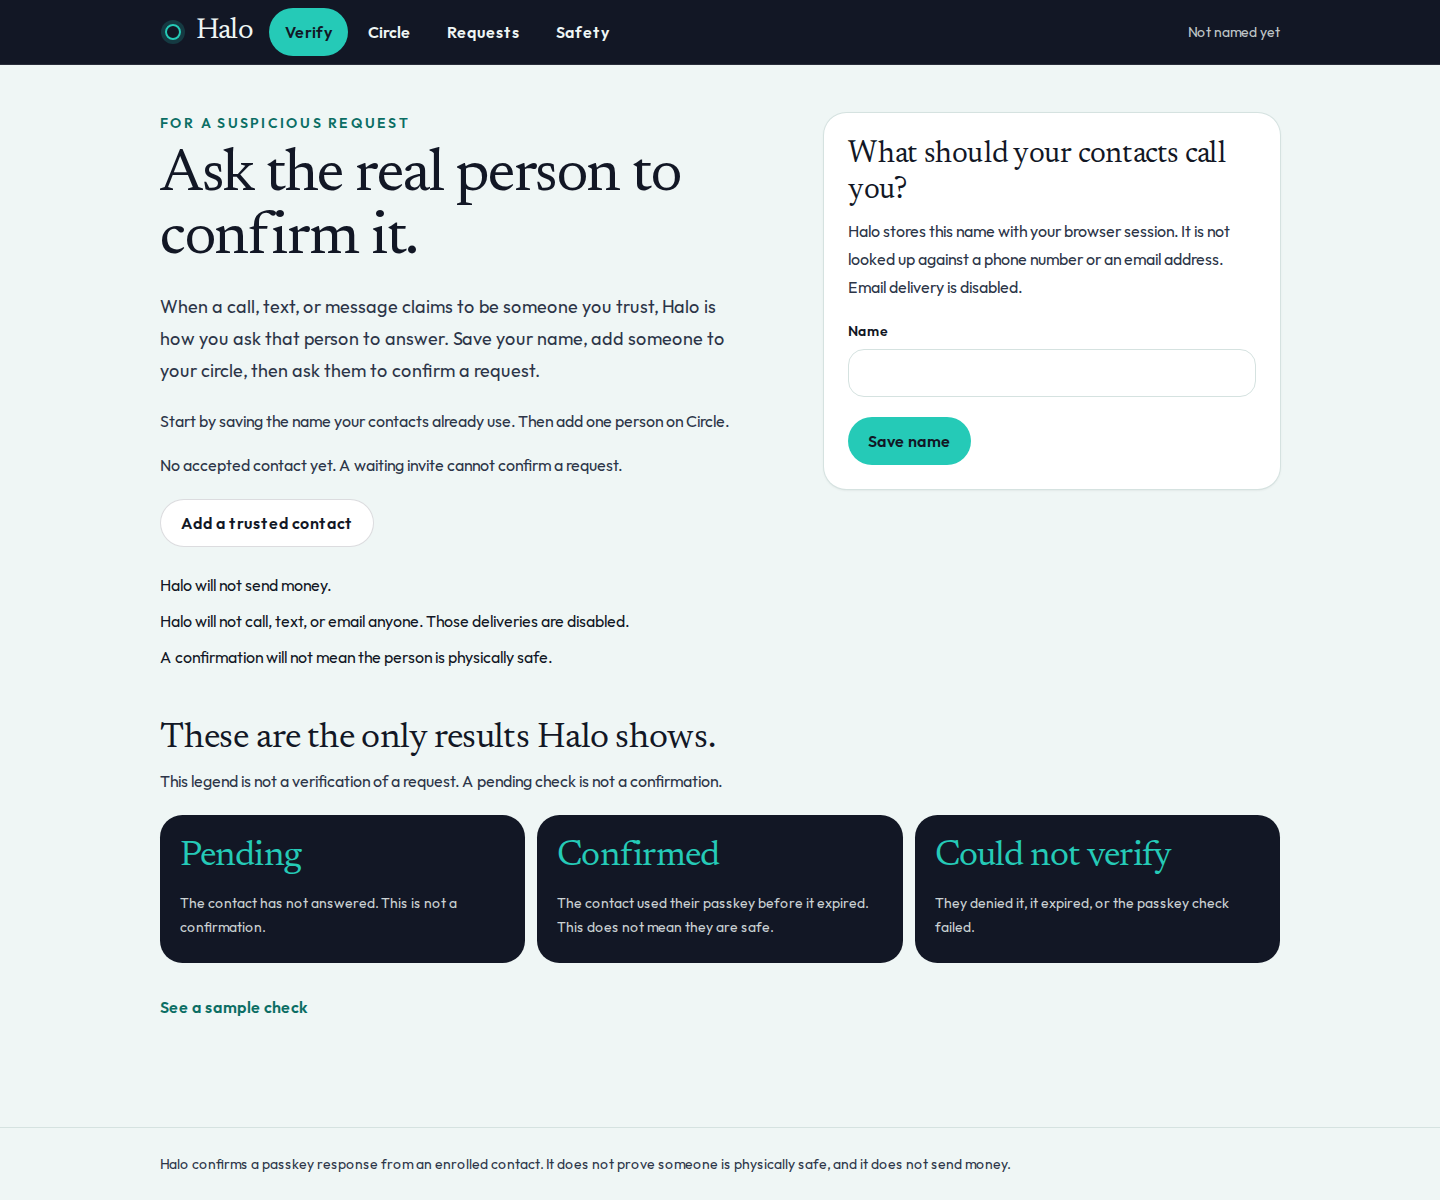 Halo
Verify
Circle
Requests
Safety
Not named yet
FOR A SUSPICIOUS REQUEST
Ask the real person to
confirm it.
When a call, text, or message claims to be someone you trust, Halo is
how you ask that person to answer. Save your name, add someone to
your circle, then ask them to confirm a request.
Start by saving the name your contacts already use. Then add one person on Circle.
No accepted contact yet. A waiting invite cannot confirm a request.
Add a trusted contact
Halo will not send money.
Halo will not call, text, or email anyone. Those deliveries are disabled.
A confirmation will not mean the person is physically safe.
What should your contacts call
you?
Halo stores this name with your browser session. It is not
looked up against a phone number or an email address.
Email delivery is disabled.
Name
Save name
These are the only results Halo shows.
This legend is not a verification of a request. A pending check is not a confirmation.
Pending
The contact has not answered. This is not a
confirmation.
Confirmed
The contact used their passkey before it expired.
This does not mean they are safe.
Could not verify
They denied it, it expired, or the passkey check
failed.
See a sample check
Halo confirms a passkey response from an enrolled contact. It does not prove someone is physically safe, and it does not send money.